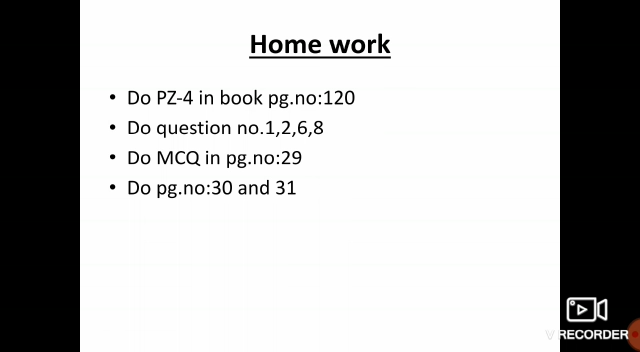 Home work
• Do PZ-4 in book pg.no:120
• Do question no.1,2,6,8
• Do MCQ in pg.no:29
• Do pg.no:30 and 31
V RECORDER